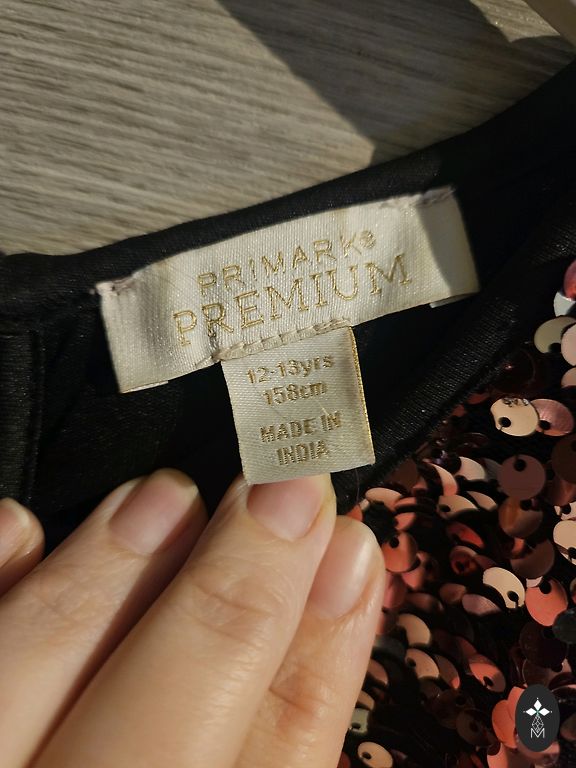 PRIMARK®
PREMIUM
12-13yrs
158cm
MADE IN
INDIA
M